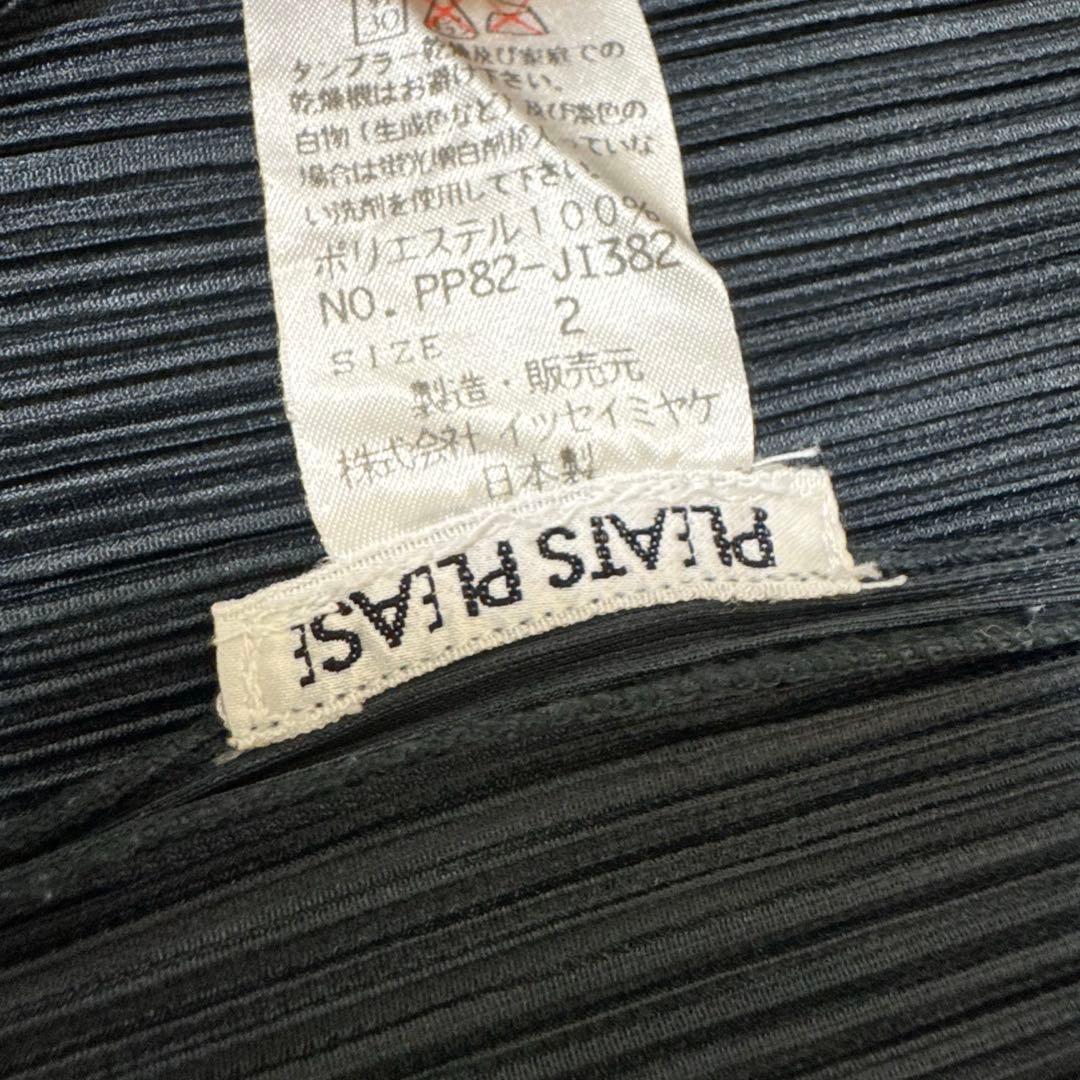 30
タンブラー乾燥及び家庭での
乾燥機はお避け下さい。
白物(生成色など)及び淡色の
場合は蛍光増白剤が入っていな
い洗剤を使用して下さい。
ポリエステル100%
NO. PP82-JI382
SIZE 2
製造・販売元
株式会社 イッセイミヤケ
日本製
PLEATS PLEASE